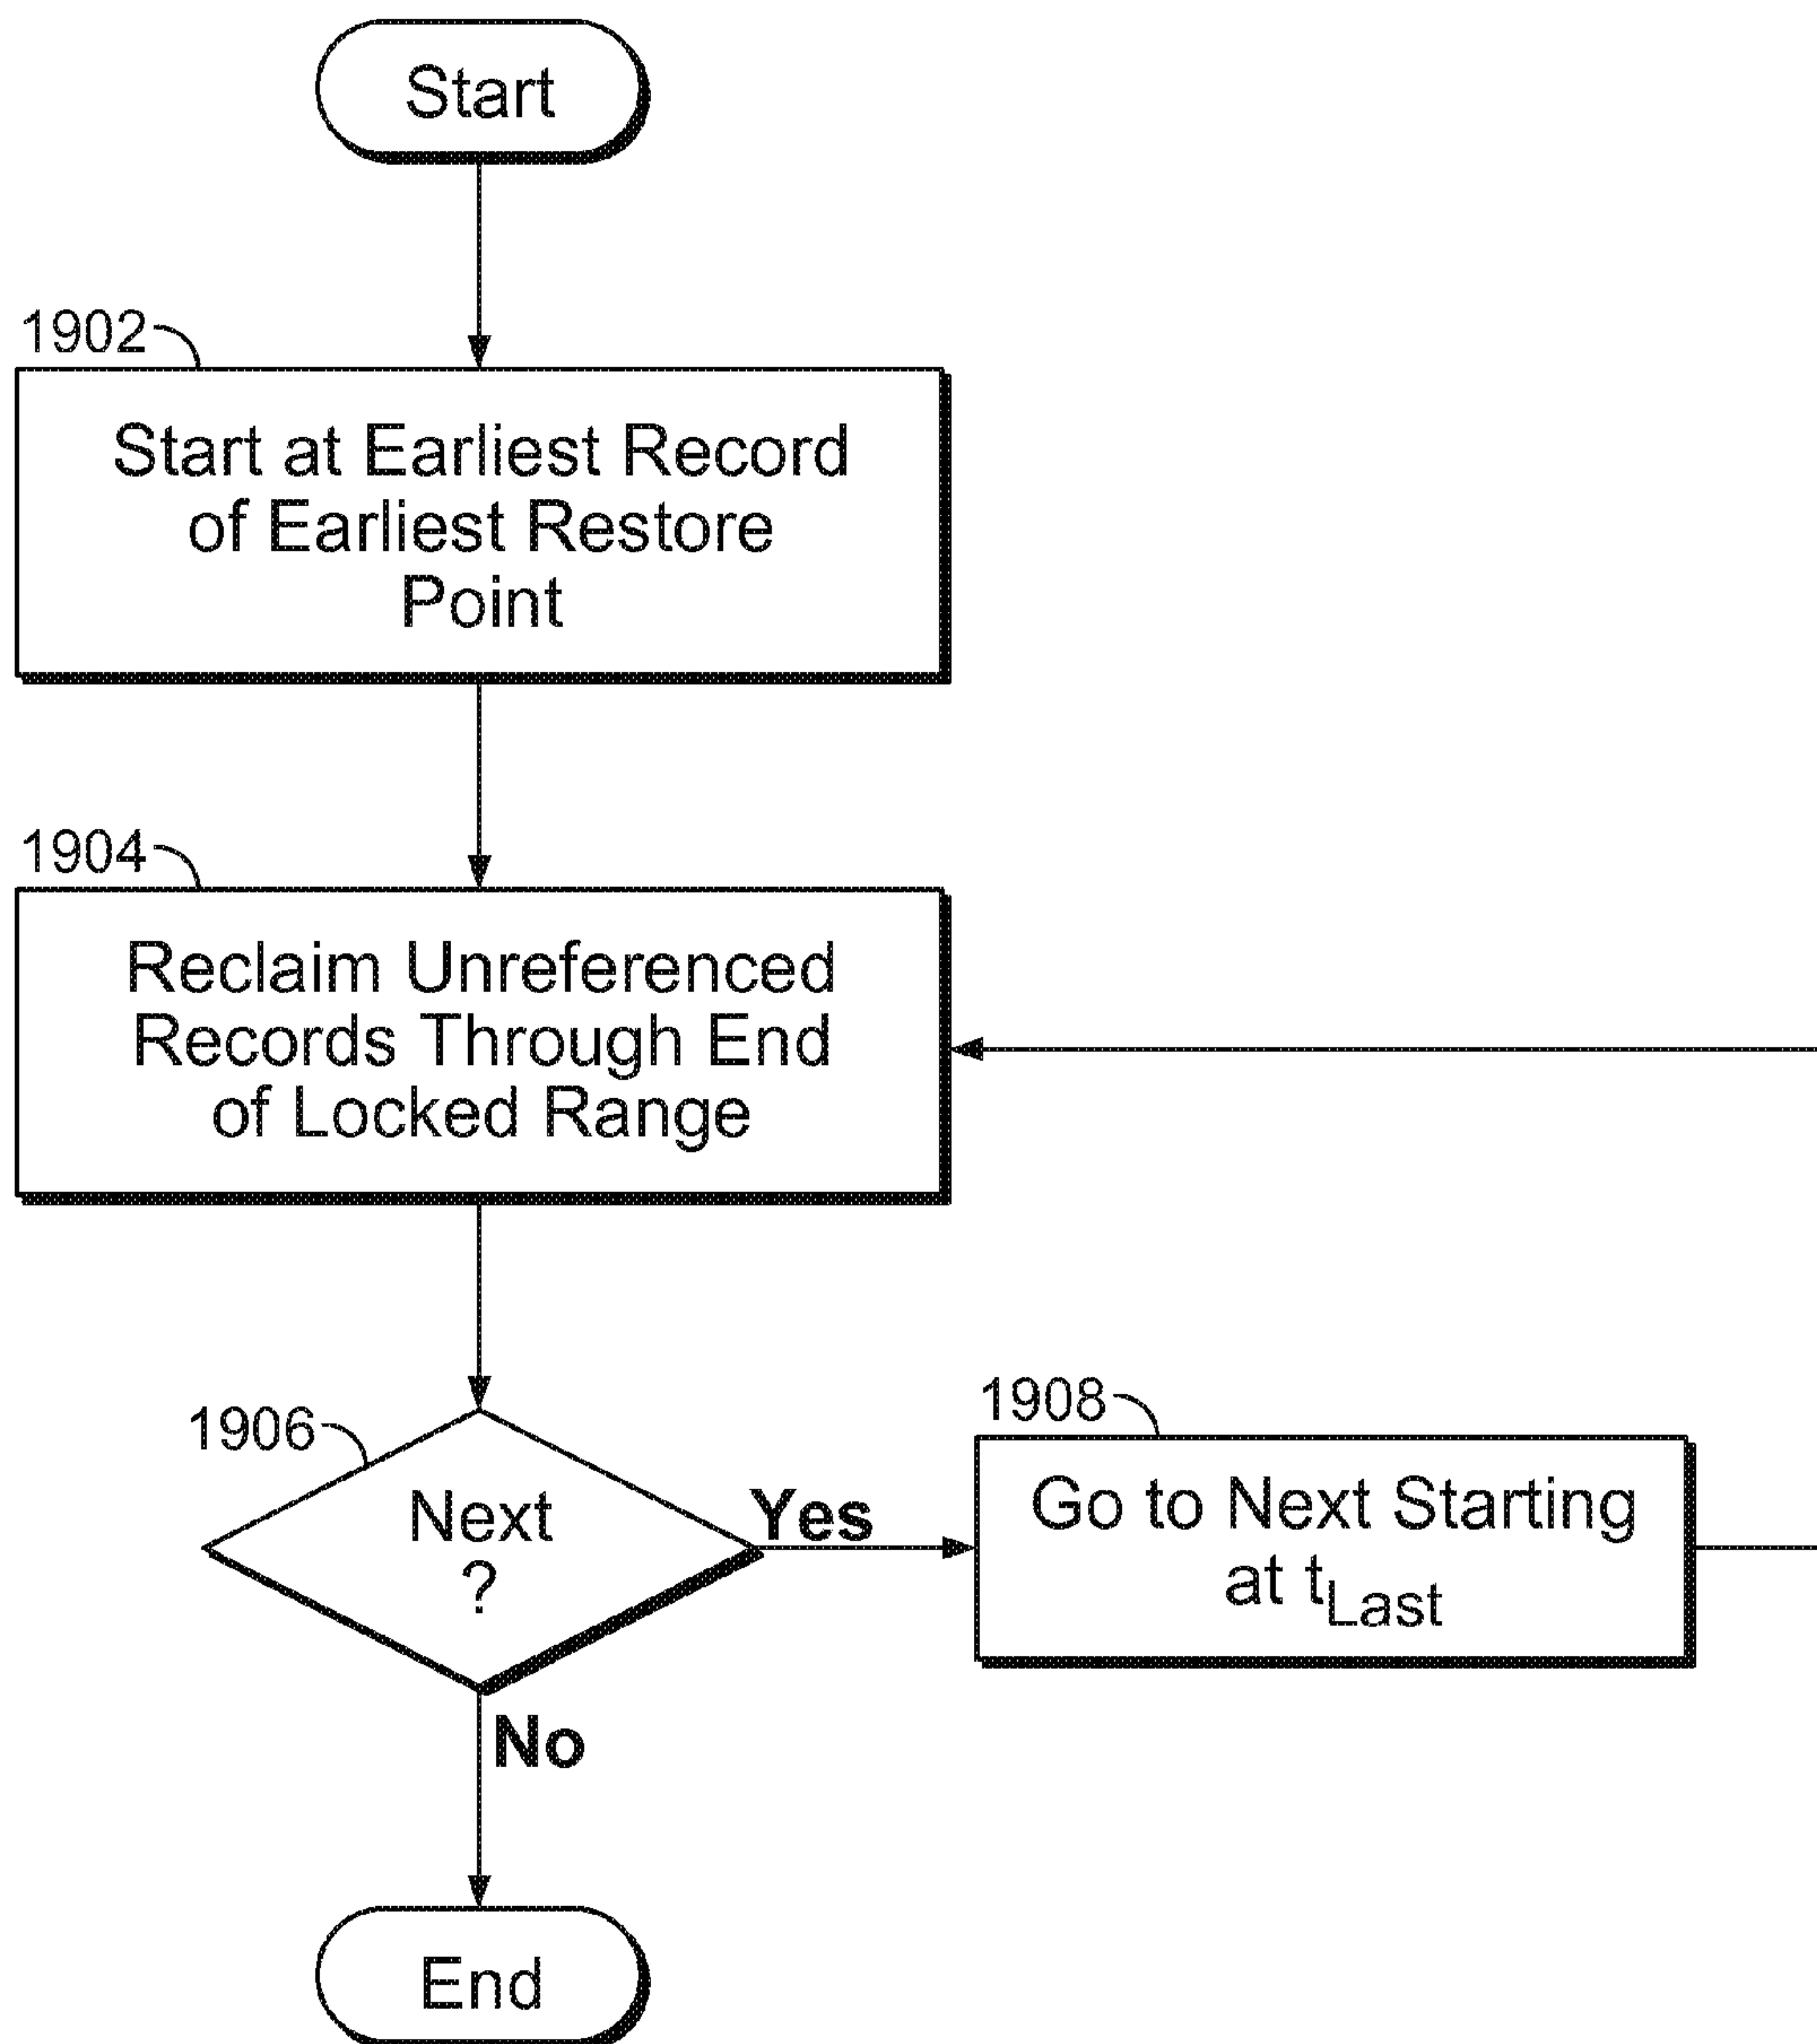 Start
1902
Start at Earliest Record
of Earliest Restore
Point
1904
Reclaim Unreferenced
Records Through End
of Locked Range
1906
Next
?
Yes
1908
Go to Next Starting
at tLast
No
End